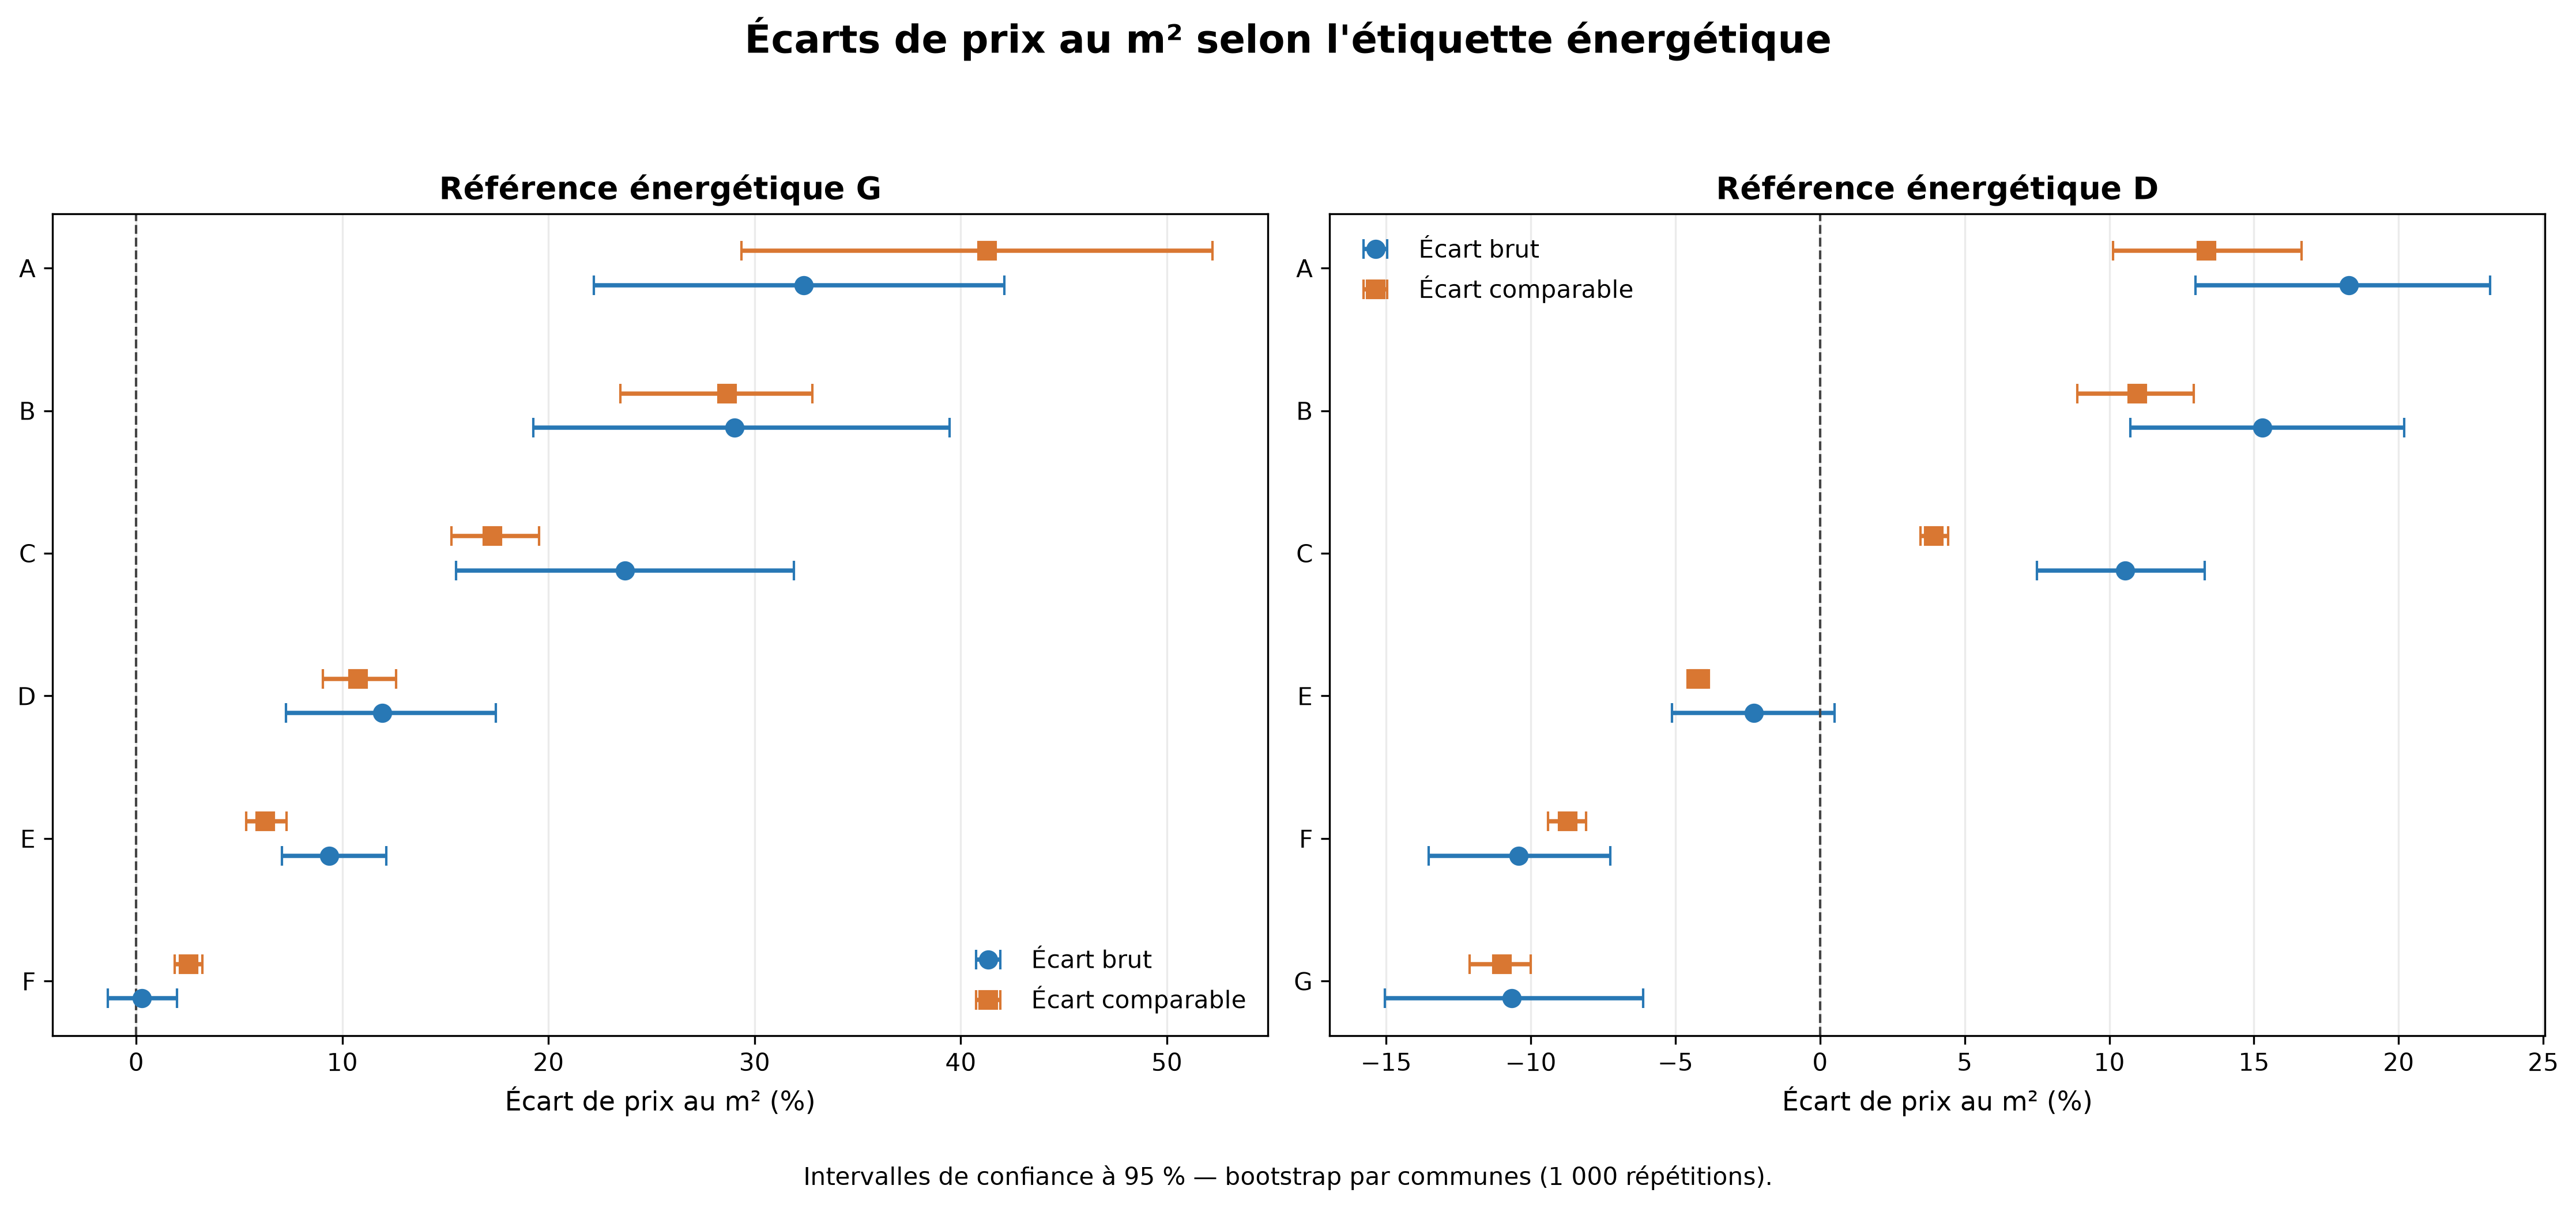 Écarts de prix au m² selon l'étiquette énergétique
Référence énergétique G
A
B
C
D
E
F
Écart brut
Écart comparable
0 10 20 30 40 50
Écart de prix au m² (%)
Référence énergétique D
Écart brut
Écart comparable
A
B
C
E
F
G
−15 −10 −5 0 5 10 15 20 25
Écart de prix au m² (%)
Intervalles de confiance à 95 % — bootstrap par communes (1 000 répétitions).